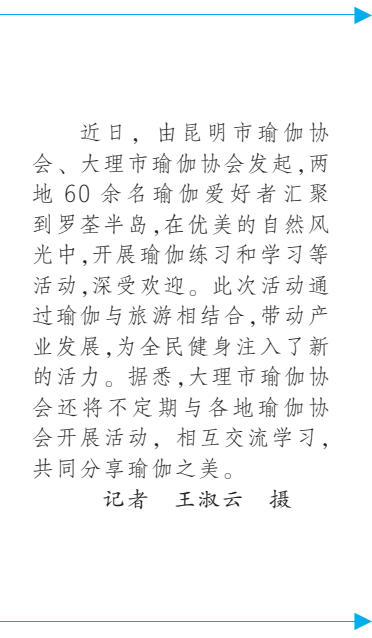 近日，由昆明市瑜伽协
会、大理市瑜伽协会发起,两
地 60 余名瑜伽爱好者汇聚
到罗荃半岛,在优美的自然风
光中,开展瑜伽练习和学习等
活动,深受欢迎。此次活动通
过瑜伽与旅游相结合,带动产
业发展,为全民健身注入了新
的活力。据悉,大理市瑜伽协
会还将不定期与各地瑜伽协
会开展活动，相互交流学习,
共同分享瑜伽之美。
记者　王淑云　摄